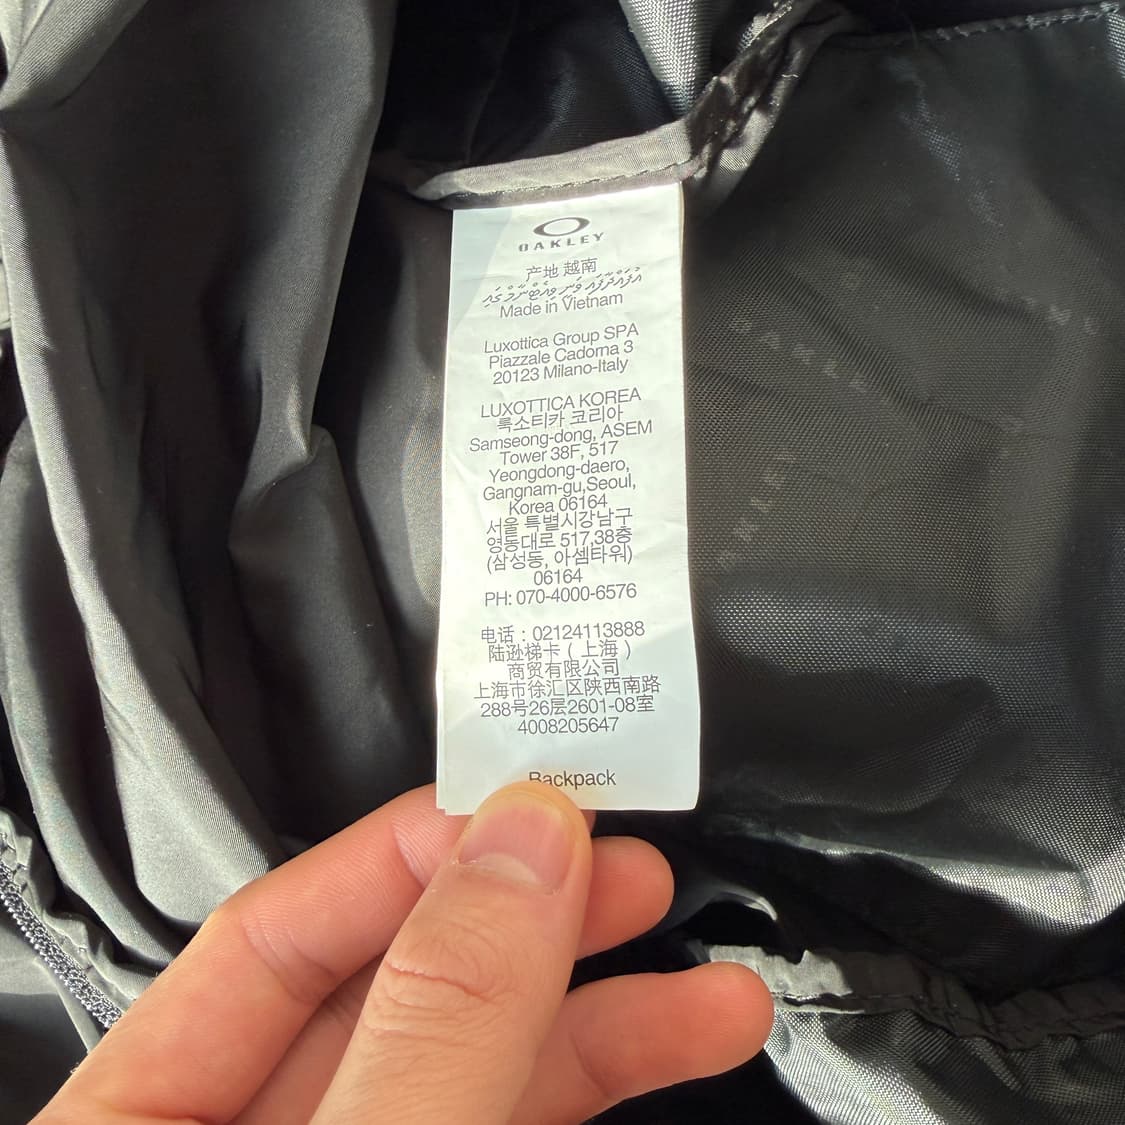 OAKLEY
产地 越南
Made in Vietnam
Luxottica Group SPA
Piazzale Cadorna 3
20123 Milano-Italy
LUXOTTICA KOREA
룩소티카 코리아
Samseong-dong, ASEM
Tower 38F, 517
Yeongdong-daero,
Gangnam-gu,Seoul,
Korea 06164
서울 특별시강남구
영동대로 517,38층
(삼성동, 아셈타워)
06164
PH: 070-4000-6576
电话 : 02124113888
陆逊梯卡 ( 上海 )
商贸有限公司
上海市徐汇区陕西南路
288号26层2601-08室
4008205647
Backpack
OAKLEY
OAKLEY